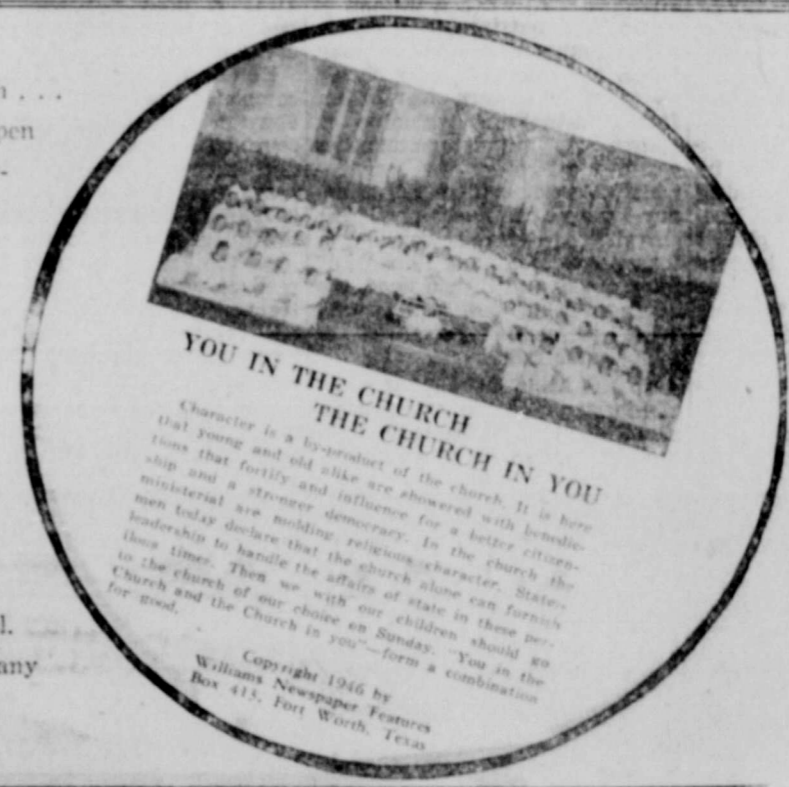 n . . .
pen
-
YOU IN THE CHURCH
THE CHURCH IN YOU
Character is a by-product of the church. It is here
that young and old alike are showered with benedic-
tions that fortify and influence for a better citizen-
ship and a stronger democracy. In the church the
ministerial are molding religious character. States-
men today declare that the church alone can furnish
leadership to handle the affairs of state in these per-
ilous times. Then we with our children should go
to the church of our choice on Sunday. "You in the
Church and the Church in you"—form a combination
for good.
Copyright 1946 by
Williams Newspaper Features
Box 415, Fort Worth, Texas
l.
any